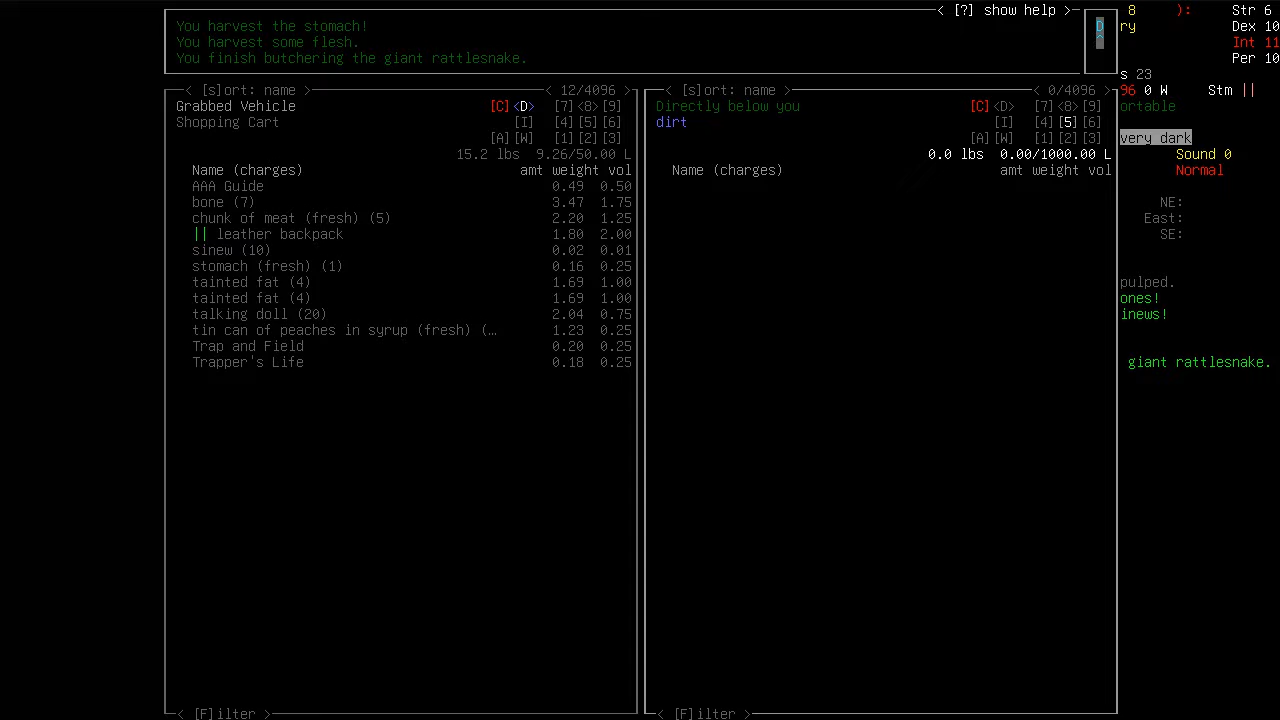 < [?] show help > 8 ): Str 6
You harvest the stomach! D ry Dex 10
You harvest some flesh. ^ Int 11
You finish butchering the giant rattlesnake. Per 10
s 23
< [s]ort: name > < 12/4096 > < [s]ort: name > < 0/4096 > 96 0 W Stm ||
Grabbed Vehicle [C] <D> [7] <8> [9] Directly below you [C] <D> [7] <8> [9] ortable
Shopping Cart [I] [4] [5] [6] dirt [I] [4] [5] [6]
[A] [W] [1] [2] [3] [A] [W] [1] [2] [3] very dark
15.2 lbs 9.26/50.00 L 0.0 lbs 0.00/1000.00 L Sound 0
Name (charges) amt weight vol Name (charges) amt weight vol Normal
AAA Guide 0.49 0.50
bone (7) 3.47 1.75 NE:
chunk of meat (fresh) (5) 2.20 1.25 East:
|| leather backpack 1.80 2.00 SE:
sinew (10) 0.02 0.01
stomach (fresh) (1) 0.16 0.25
tainted fat (4) 1.69 1.00 pulped.
tainted fat (4) 1.69 1.00 ones!
talking doll (20) 2.04 0.75 inews!
tin can of peaches in syrup (fresh) (… 1.23 0.25
Trap and Field 0.20 0.25
Trapper's Life 0.18 0.25 giant rattlesnake.
< [F]ilter > < [F]ilter >